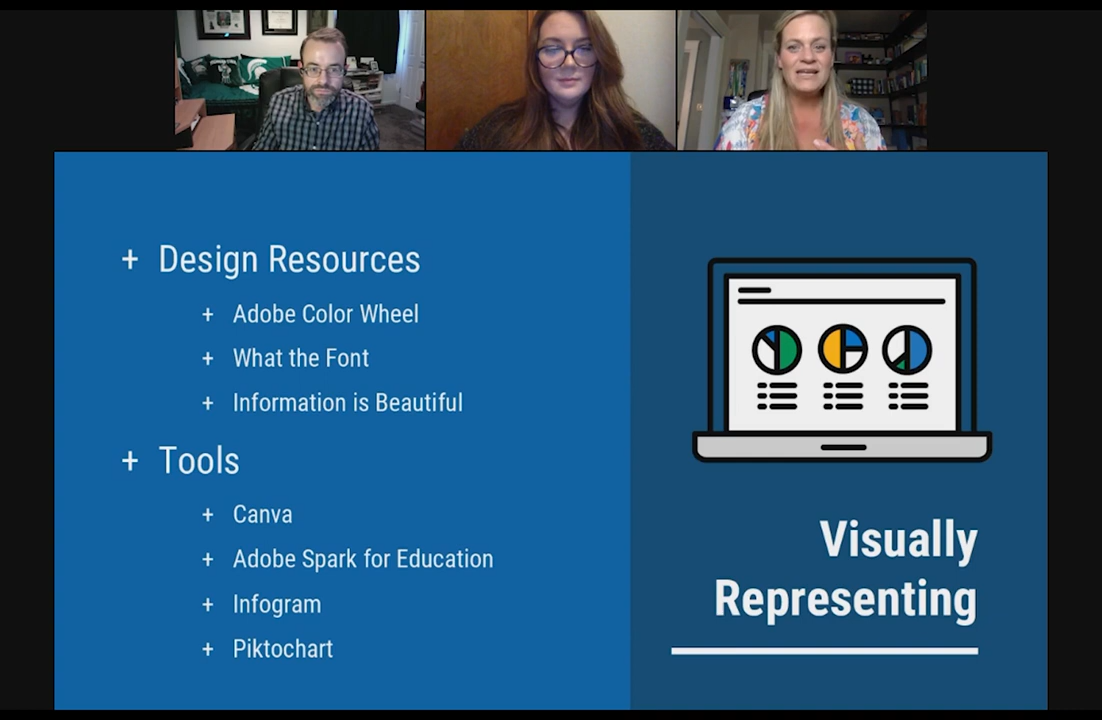 + Design Resources
+ Adobe Color Wheel
+ What the Font
+ Information is Beautiful
+ Tools
+ Canva
+ Adobe Spark for Education
+ Infogram
+ Piktochart
Visually
Representing